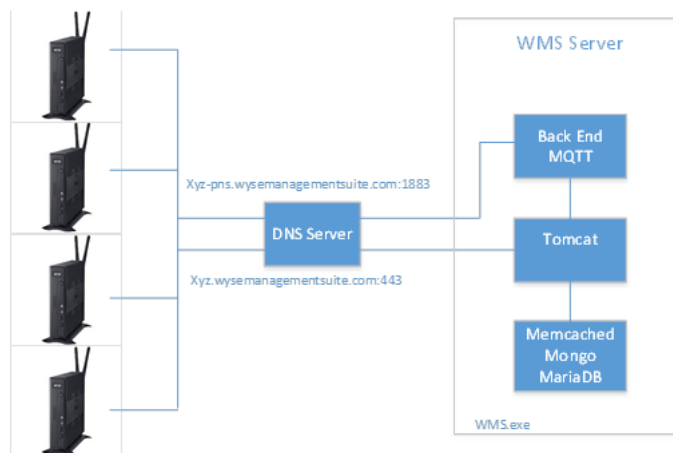 WMS Server
Back End
MQTT
Xyz-pns.wysemanagementsuite.com:1883
DNS Server
Tomcat
Xyz.wysemanagementsuite.com:443
Memcached
Mongo
MariaDB
WMS.exe